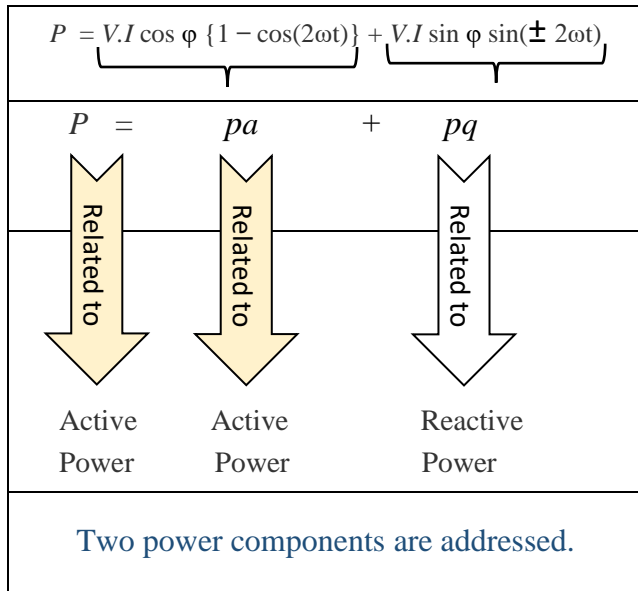 P = V.I cos φ {1 − cos(2ωt)} + V.I sin φ sin(± 2ωt)
P = pa + pq
Related to Related to Related to
Active Active Reactive
Power Power Power
Two power components are addressed.